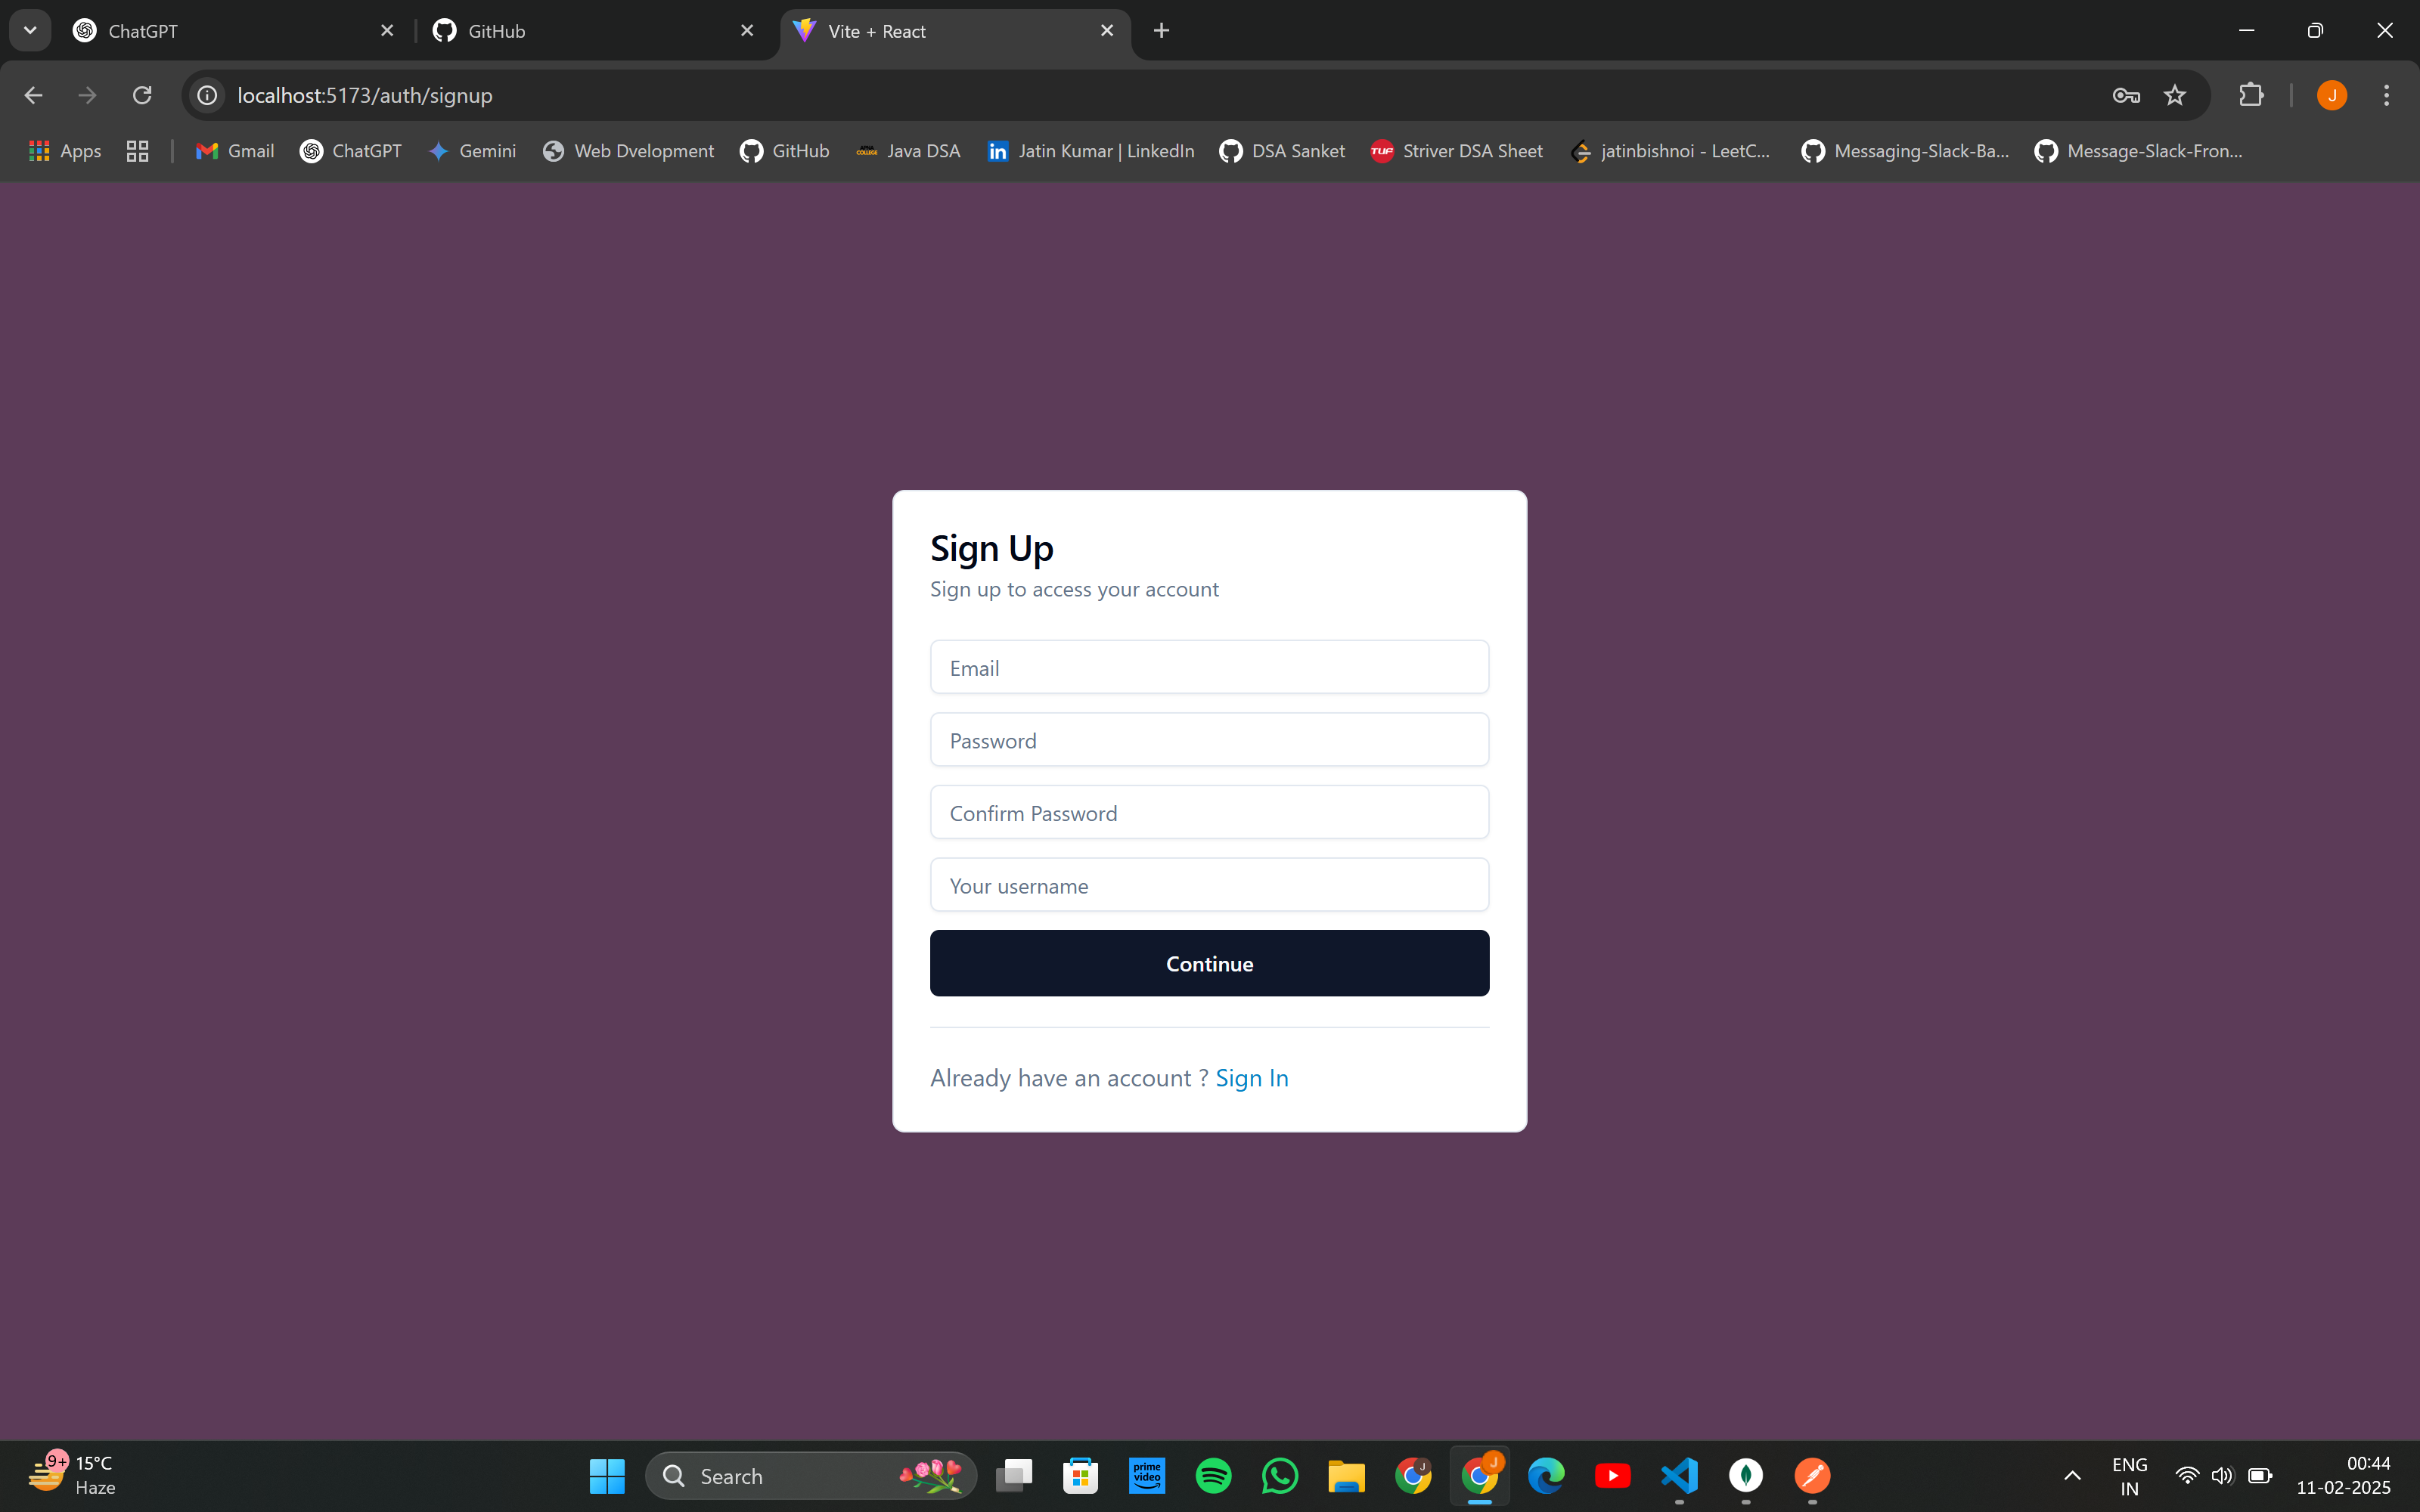 ChatGPT
GitHub
Vite + React
localhost:5173/auth/signup
J
Apps
Gmail
ChatGPT
Gemini
Web Dvelopment
GitHub
Java DSA
Jatin Kumar | LinkedIn
DSA Sanket
TUF
Striver DSA Sheet
jatinbishnoi - LeetC...
Messaging-Slack-Ba...
Message-Slack-Fron...
Sign Up
Sign up to access your account
Email
Password
Confirm Password
Your username
Continue
Already have an account ? Sign In
9+
15°C
Haze
Search
prime
video
J
J
ENG
IN
00:44
11-02-2025